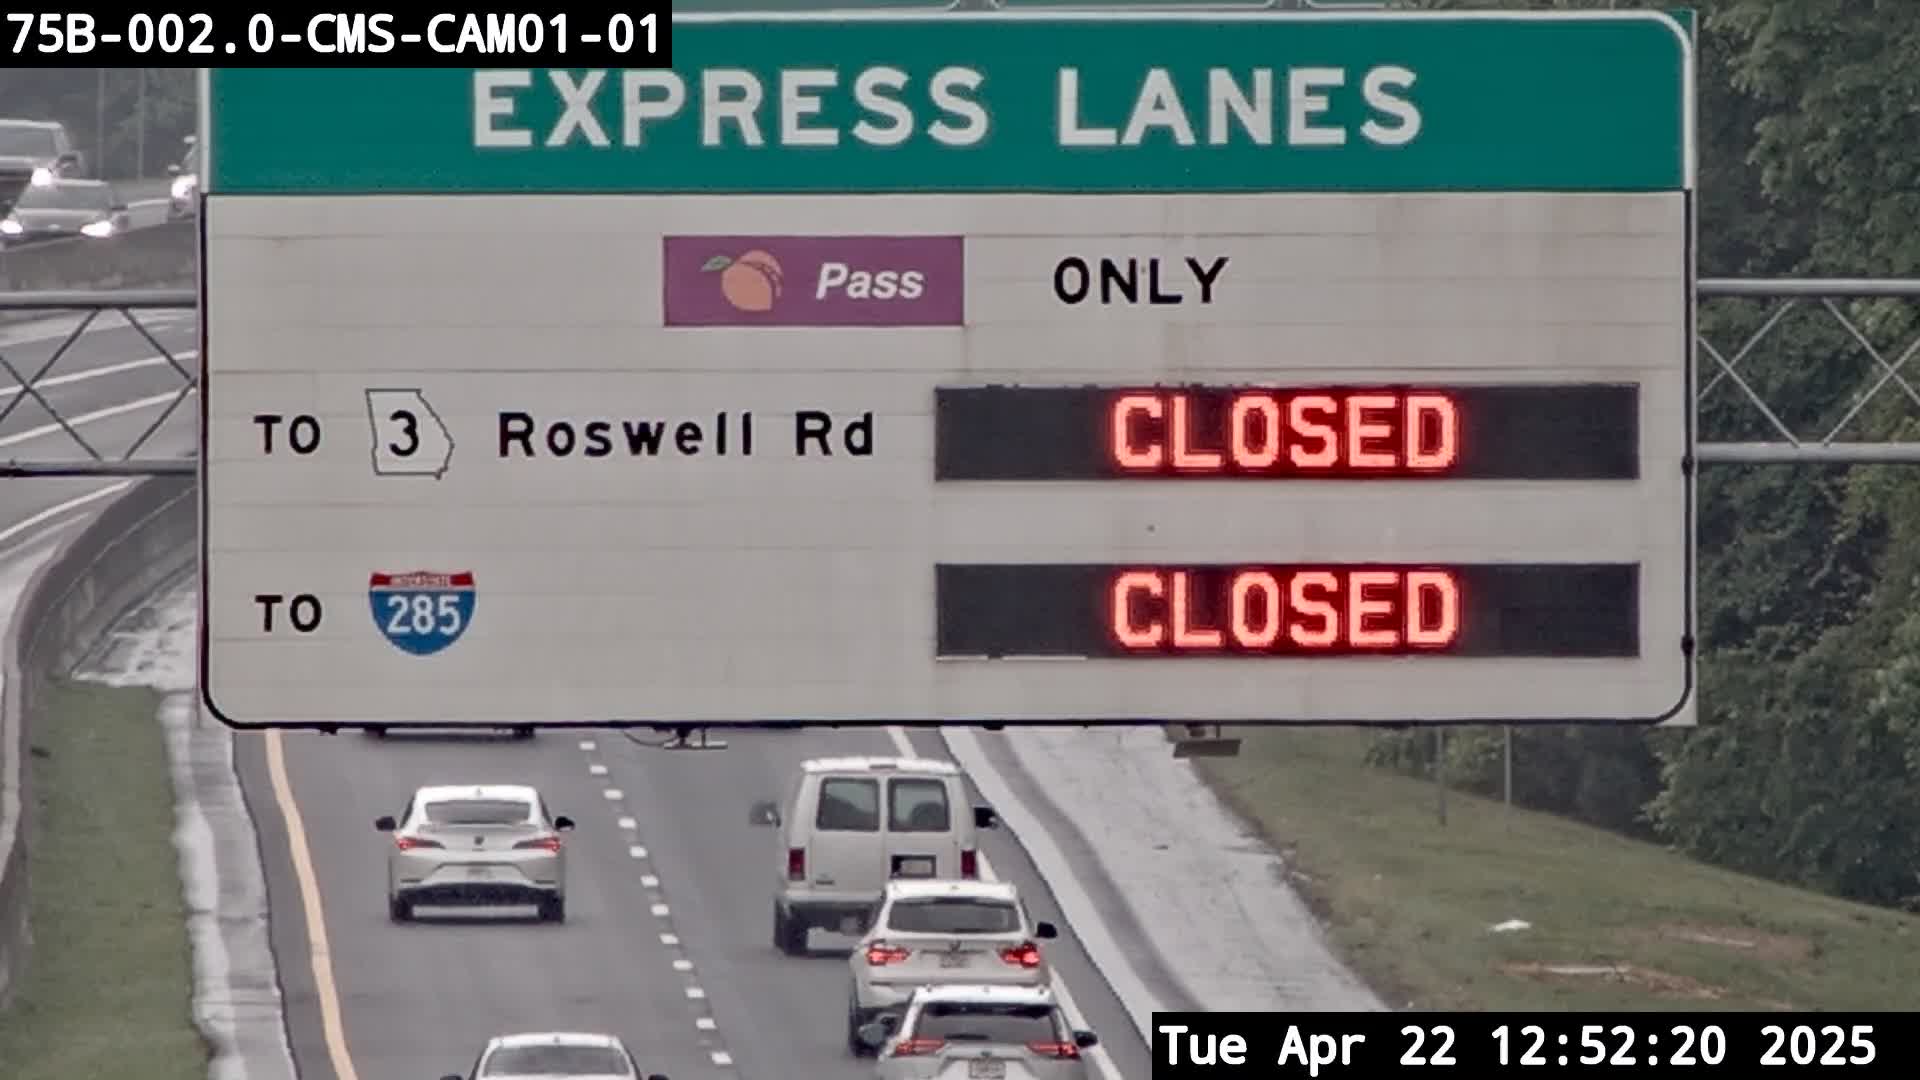 75B-002.0-CMS-CAM01-01
EXPRESS LANES
Pass ONLY
TO 3 Roswell Rd CLOSED
INTERSTATE
TO 285 CLOSED
Tue Apr 22 12:52:20 2025